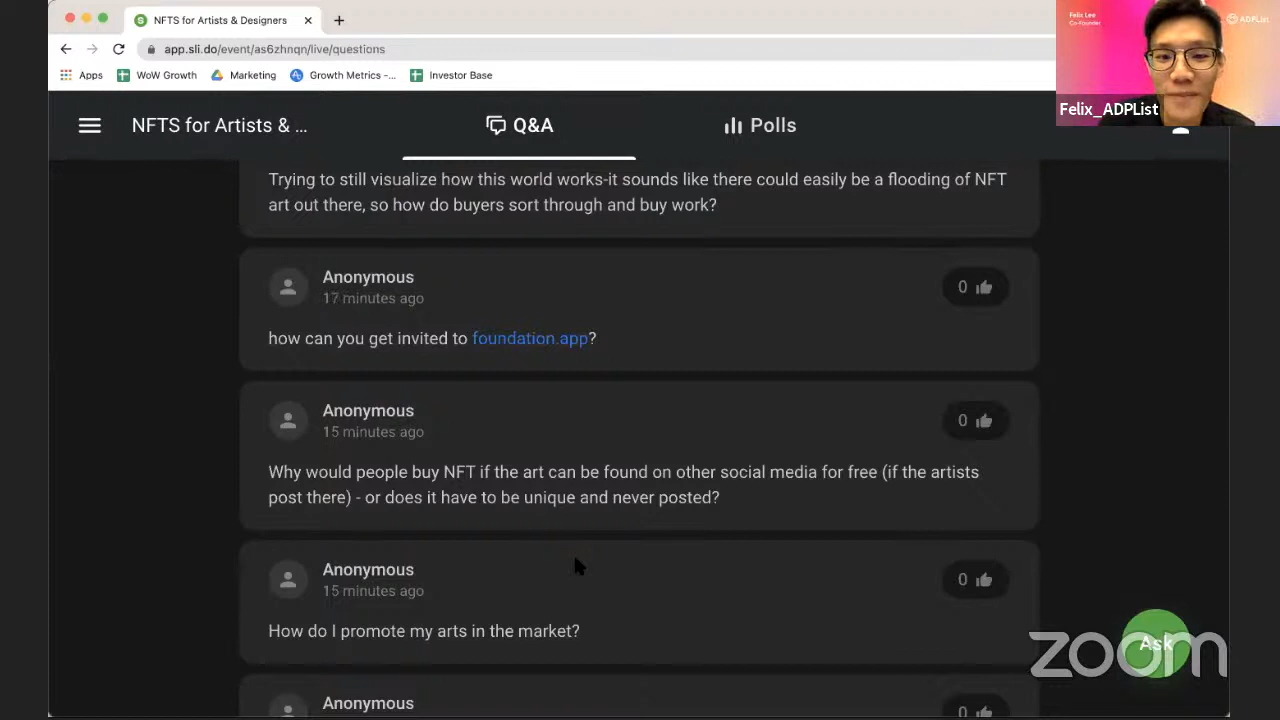 NFTS for Artists & Designers
app.sli.do/event/as6zhnqn/live/questions
Apps WoW Growth Marketing Growth Metrics -... Investor Base
Felix Lee
Co-Founder
ADPList
Felix_ADPList
NFTS for Artists & ...
Q&A
Polls
Trying to still visualize how this world works-it sounds like there could easily be a flooding of NFT
art out there, so how do buyers sort through and buy work?
Anonymous
17 minutes ago
0
how can you get invited to foundation.app?
Anonymous
15 minutes ago
0
Why would people buy NFT if the art can be found on other social media for free (if the artists
post there) - or does it have to be unique and never posted?
Anonymous
15 minutes ago
0
How do I promote my arts in the market?
Ask
zoom
Anonymous
0